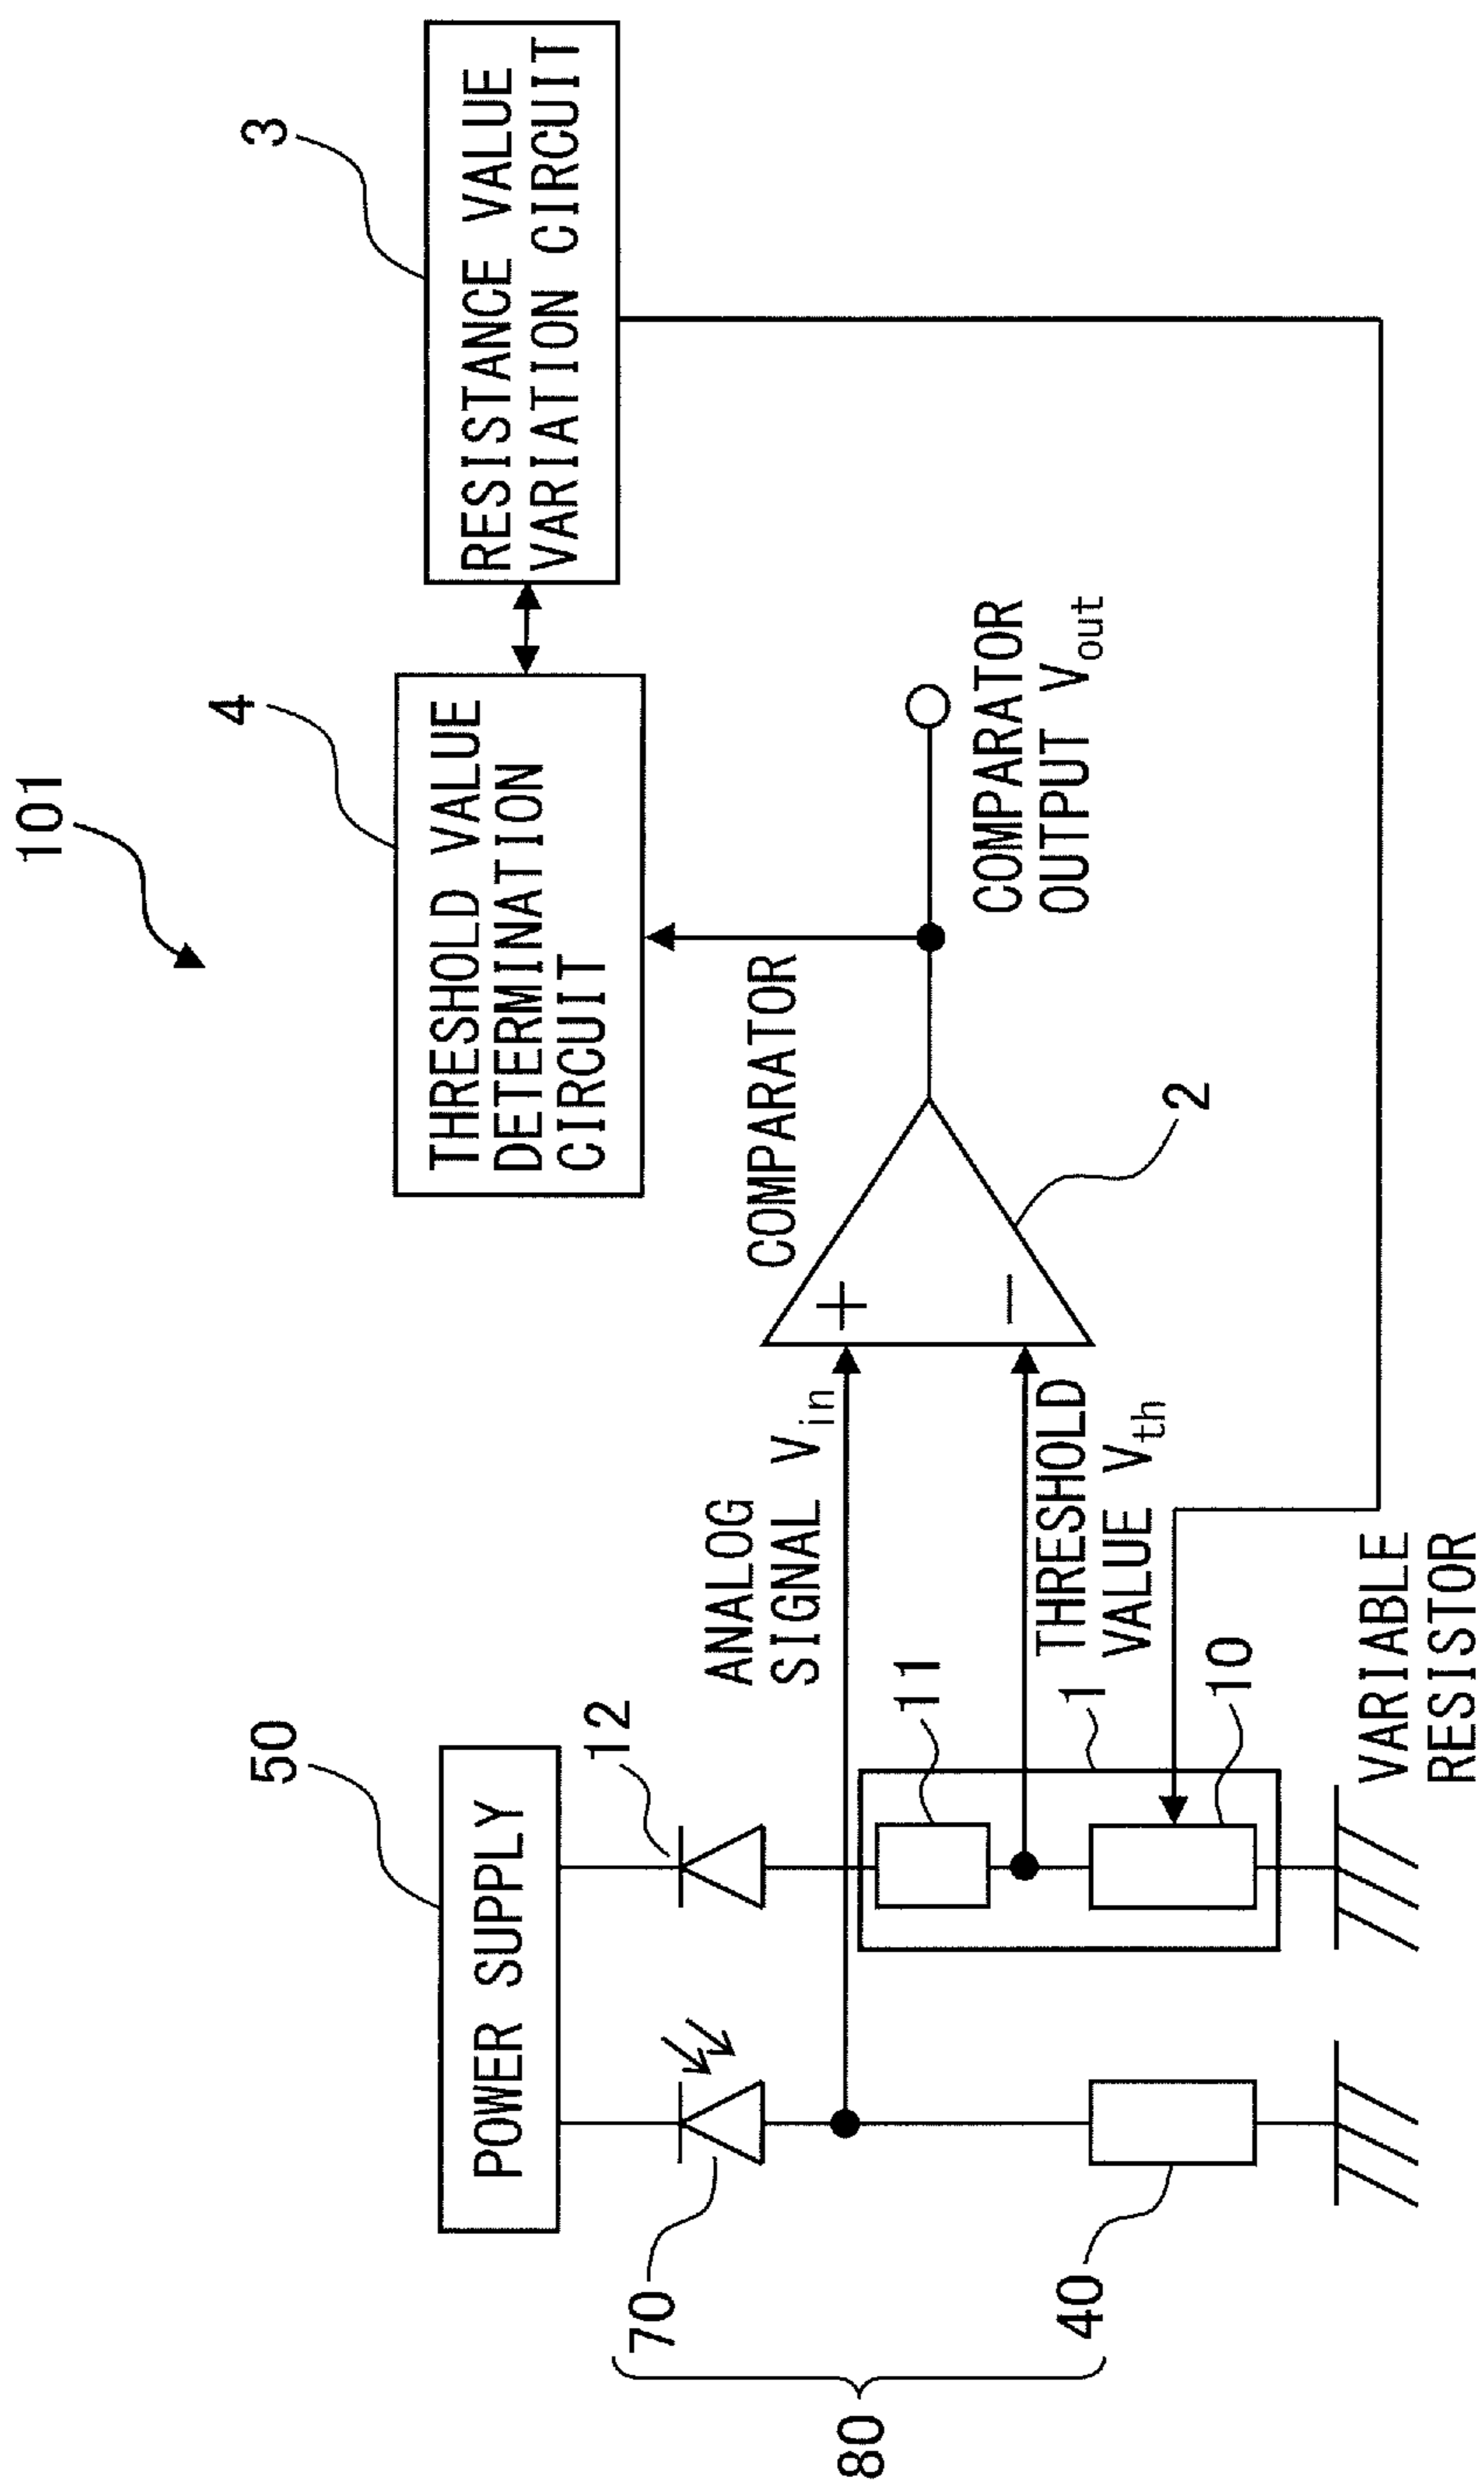 101
4
3
THRESHOLD VALUE
DETERMINATION
CIRCUIT
RESISTANCE VALUE
VARIATION CIRCUIT
50
POWER SUPPLY
12
70
80
40
ANALOG
SIGNAL Vin
COMPARATOR
+
−
2
COMPARATOR
OUTPUT Vout
11
THRESHOLD
VALUE Vth
1
10
VARIABLE
RESISTOR